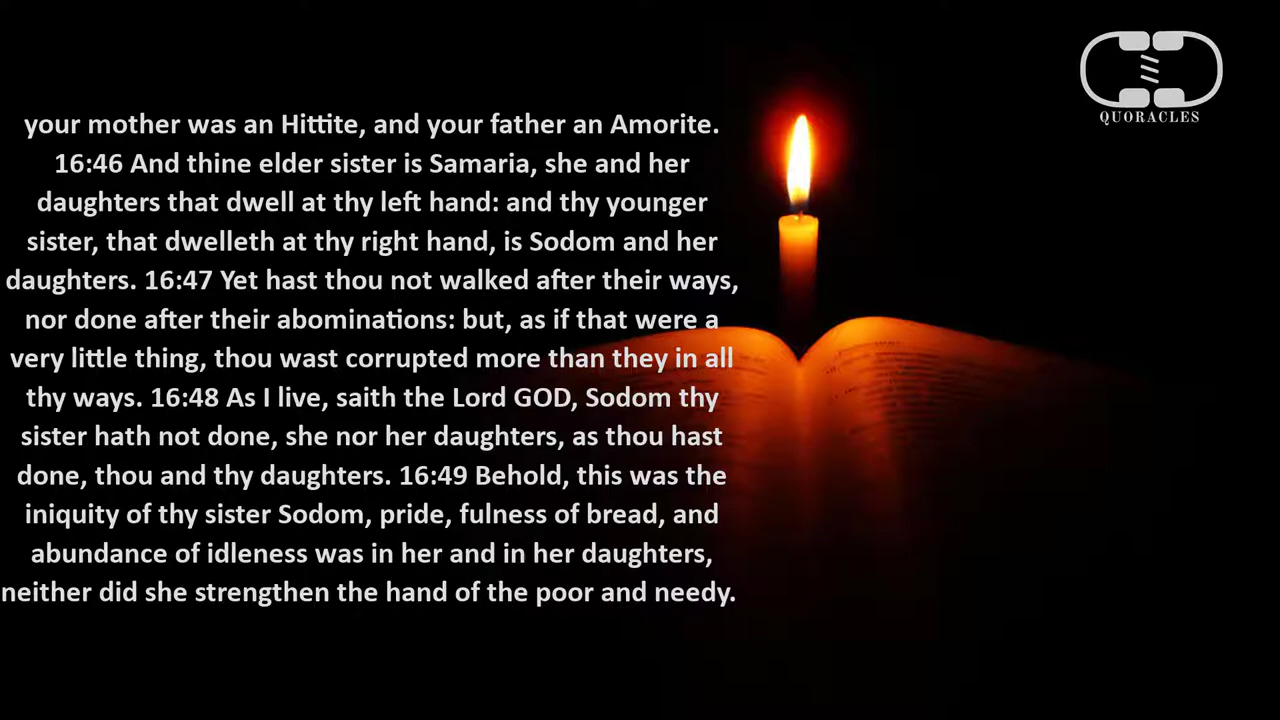 QUORACLES
your mother was an Hittite, and your father an Amorite.
16:46 And thine elder sister is Samaria, she and her
daughters that dwell at thy left hand: and thy younger
sister, that dwelleth at thy right hand, is Sodom and her
daughters. 16:47 Yet hast thou not walked after their ways,
nor done after their abominations: but, as if that were a
very little thing, thou wast corrupted more than they in all
thy ways. 16:48 As I live, saith the Lord GOD, Sodom thy
sister hath not done, she nor her daughters, as thou hast
done, thou and thy daughters. 16:49 Behold, this was the
iniquity of thy sister Sodom, pride, fulness of bread, and
abundance of idleness was in her and in her daughters,
neither did she strengthen the hand of the poor and needy.